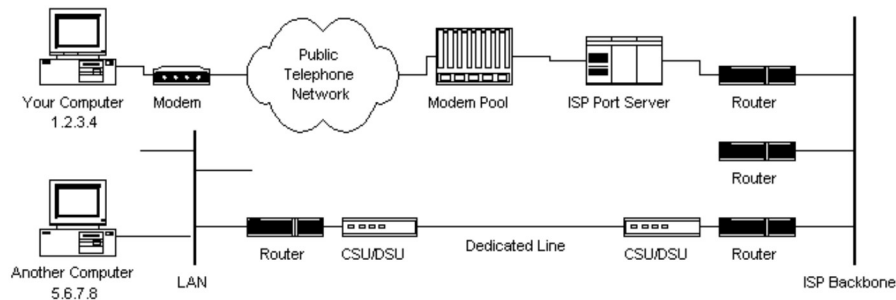 Public
Telephone
Network
Your Computer
1.2.3.4
Modem
Modem Pool
ISP Port Server
Router
Router
Another Computer
5.6.7.8
LAN
Router
CSU/DSU
Dedicated Line
CSU/DSU
Router
ISP Backbone